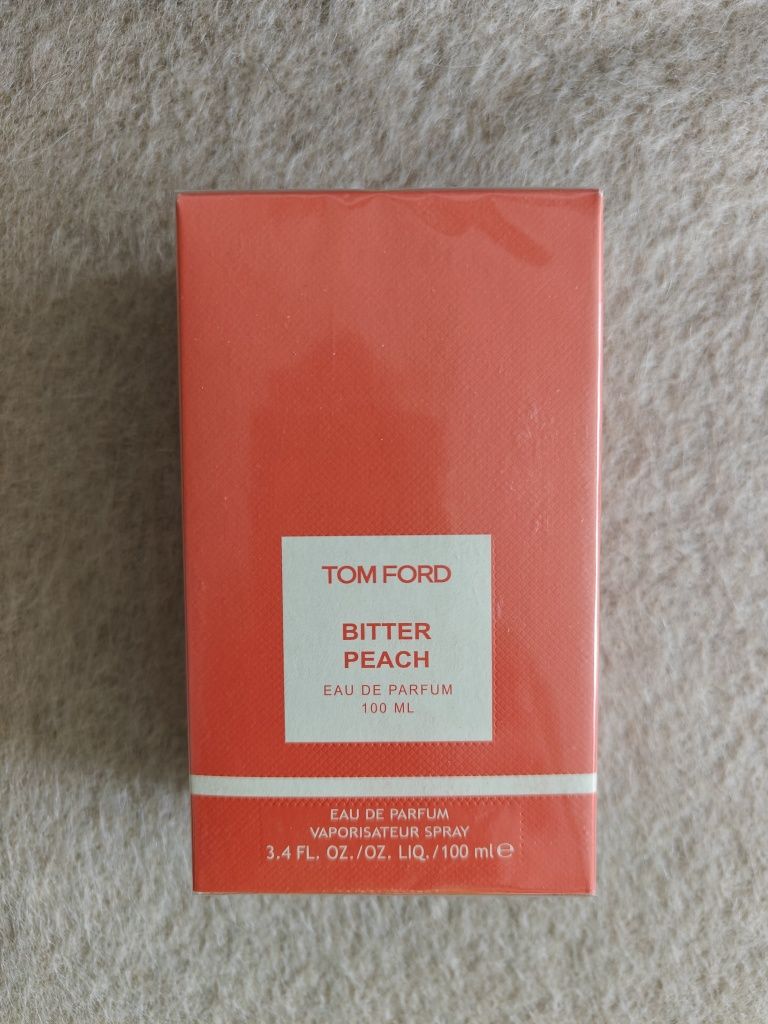 TOM FORD
BITTER
PEACH
EAU DE PARFUM
100 ML
EAU DE PARFUM
VAPORISATEUR SPRAY
3.4 FL. OZ./OZ. LIQ./100 ml ℮